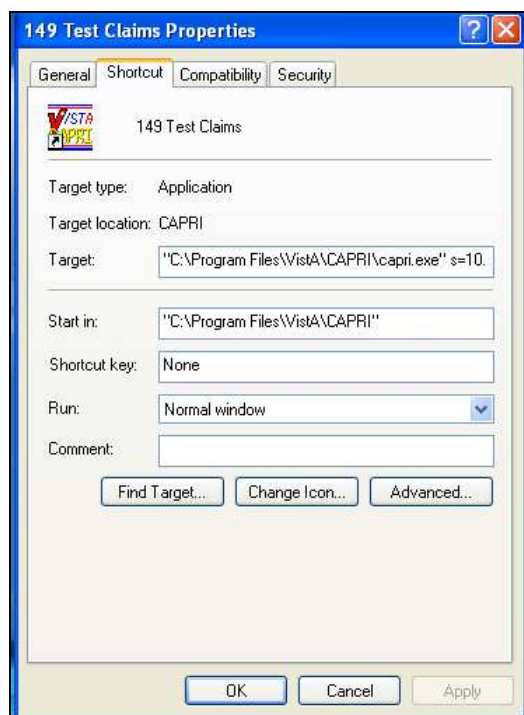 149 Test Claims Properties
General Shortcut Compatibility Security
VISTA
CAPRI
149 Test Claims
Target type: Application
Target location: CAPRI
Target: "C:\Program Files\VistA\CAPRI\capri.exe" s=10.
Start in: "C:\Program Files\VistA\CAPRI"
Shortcut key: None
Run: Normal window
Comment:
Find Target... Change Icon... Advanced...
OK Cancel Apply